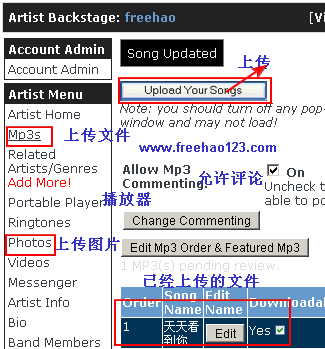 Artist Backstage: freehao [Vi
Account Admin
Account Admin
Artist Menu
Artist Home
Mp3s 上传文件
Related
Artists/Genres
Add More!
Portable Player
Ringtones
Photos 上传图片
Videos
Messenger
Artist Info
Bio
Band Members
Song Updated
上传
Upload Your Songs
Note: you should turn off any pop-
window and may not load!
www.freehao123.com
Allow Mp3
Commenting: 允许评论 On
Uncheck t
able to po
播放器
Change Commenting
Edit Mp3 Order & Featured Mp3
1 MP3(s) pending review.
已经上传的文件
Order Song Name Edit Name Downloadal
1 天天看到你 Edit Yes